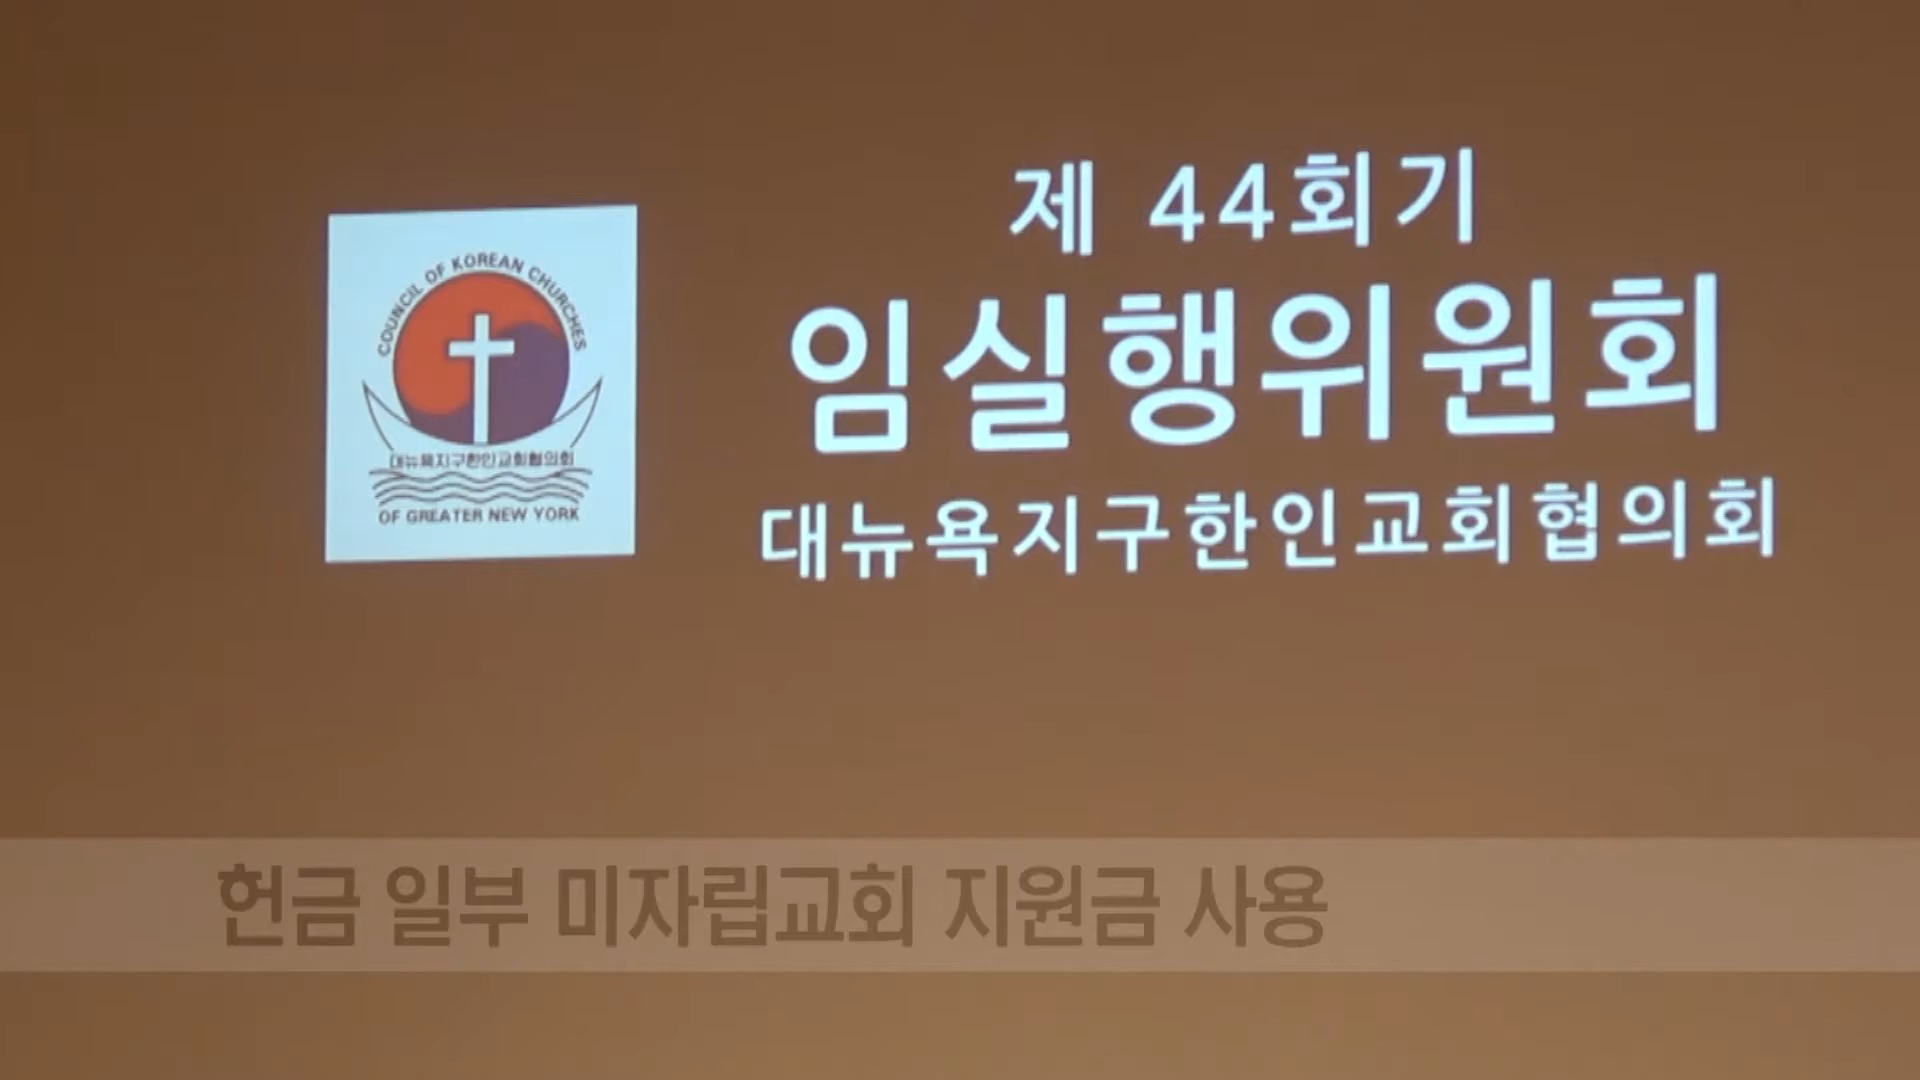 제 44회기
임실행위원회
대뉴욕지구한인교회협의회
COUNCIL OF KOREAN CHURCHES
대뉴욕지구한인교회협의회
OF GREATER NEW YORK
헌금 일부 미자립교회 지원금 사용